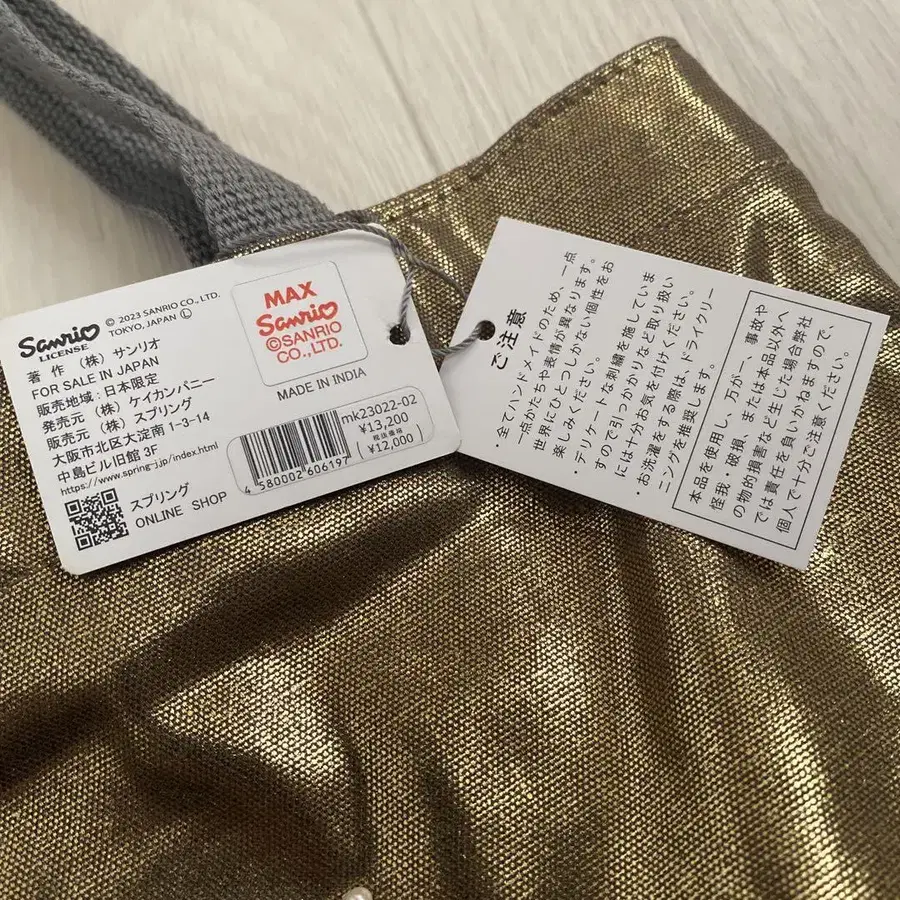 Sanrio
LICENSE
© 2023 SANRIO CO., LTD.
TOKYO, JAPAN Ⓛ
著 作 (株) サンリオ
FOR SALE IN JAPAN
販売地域：日本限定
発売元 (株) ケイカンパニー
販売元 (株) スプリング
大阪市北区大淀南 1-3-14
中島ビル旧館 3F
https://www.spring-j.jp/index.html
スプリング
ONLINE SHOP
MAX
Sanrio
©SANRIO
CO.,LTD.
MADE IN INDIA
mk23022-02
¥13,200
税抜価格
(¥12,000)
4 580002 606197
ご注意
・全てハンドメイドのため、一点
一点かたちや表情が異なります。
世界にひとつしかない個性をお
楽しみください。
・デリケートな刺繍を施していま
すので引っかかりなど取り扱い
には十分お気を付けください。
・お洗濯をする際は、ドライクリー
ニングを推奨します。
本品を使用し、万が一、事故や
怪我・破損、または本品以外へ
の物的損害など生じた場合弊社
では責任を負いかねますので、
個人で十分ご注意ください。